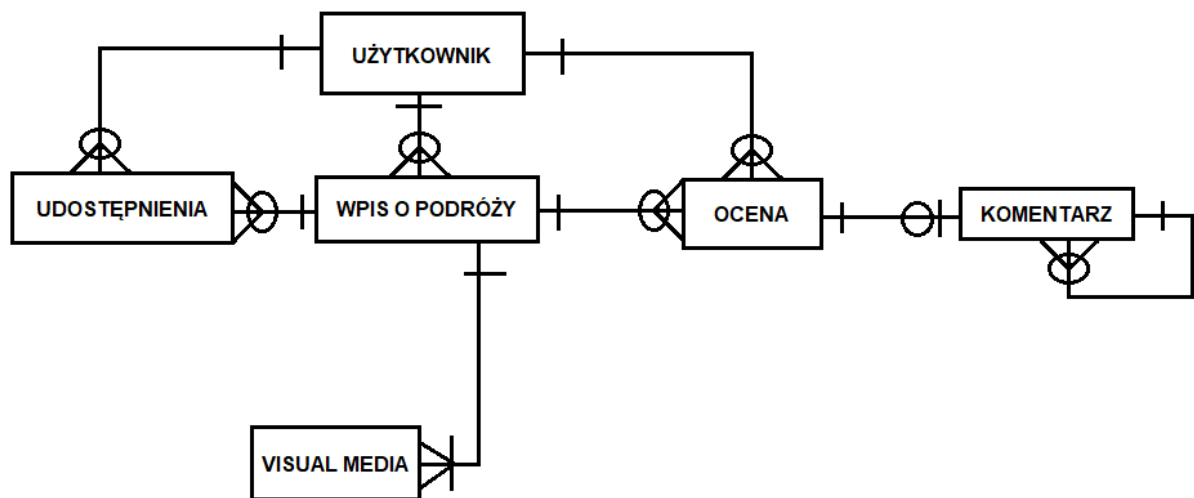 UŻYTKOWNIK
UDOSTĘPNIENIA
WPIS O PODRÓŻY
OCENA
KOMENTARZ
VISUAL MEDIA